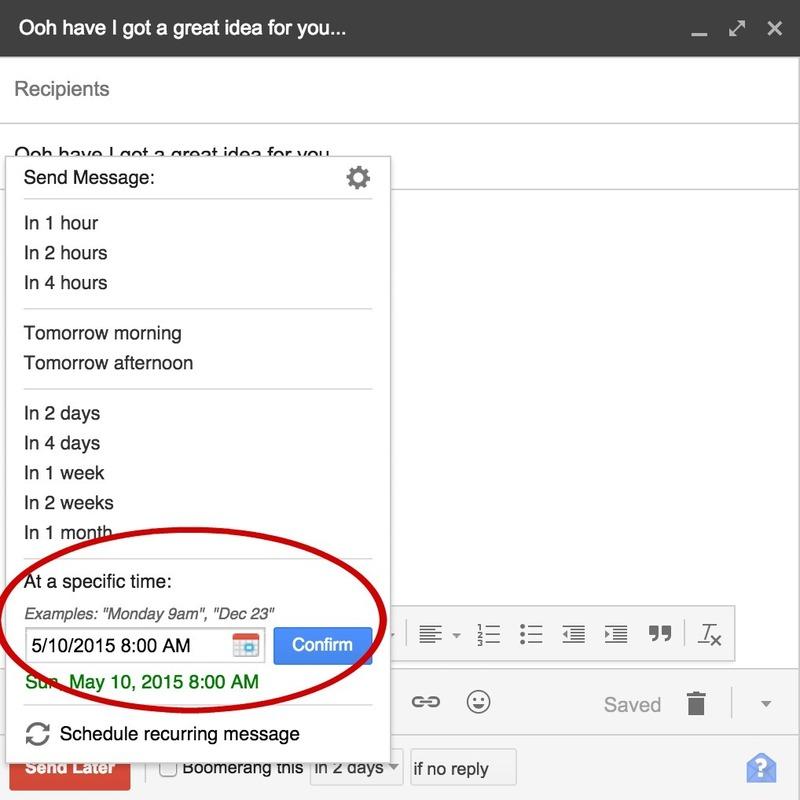 Ooh have I got a great idea for you...
Recipients
Ooh have I got a great idea for you
Send Message:
In 1 hour
In 2 hours
In 4 hours
Tomorrow morning
Tomorrow afternoon
In 2 days
In 4 days
In 1 week
In 2 weeks
In 1 month
At a specific time:
Examples: "Monday 9am", "Dec 23"
5/10/2015 8:00 AM Confirm
Sun, May 10, 2015 8:00 AM
Saved
Schedule recurring message
Send Later Boomerang this in 2 days if no reply